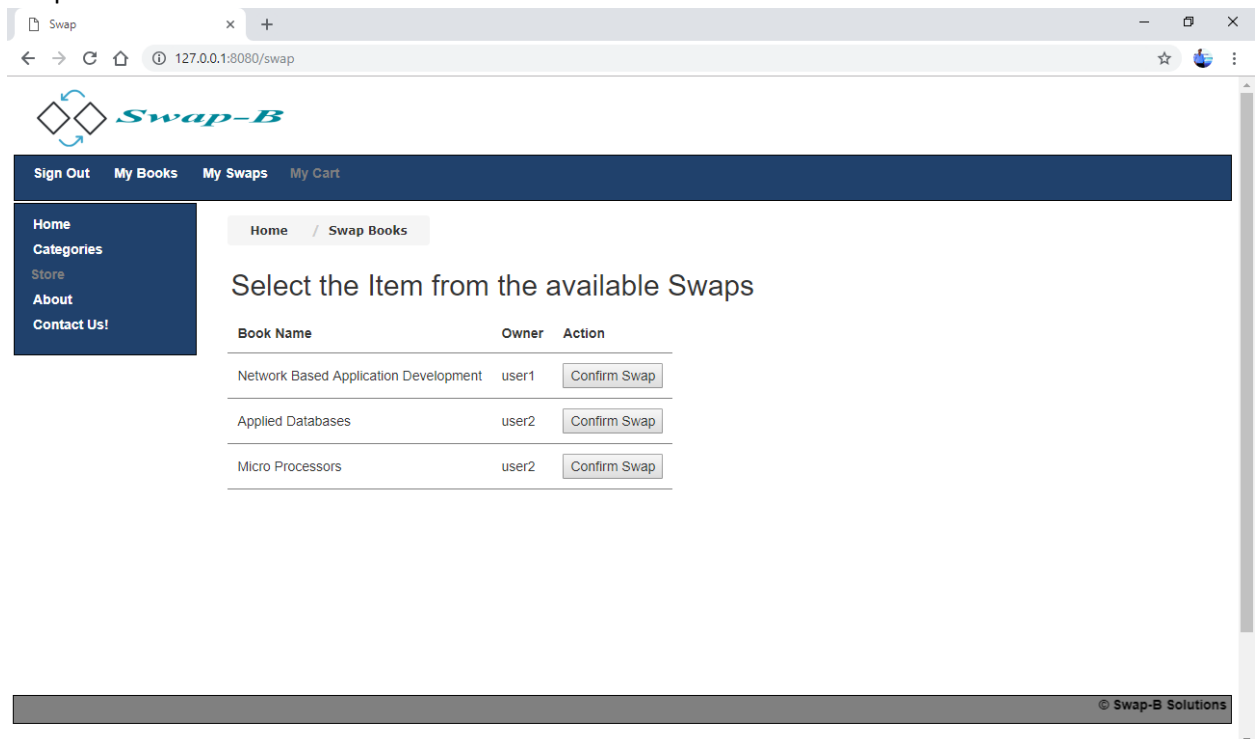 Swap
127.0.0.1:8080/swap
Swap-B
Sign Out My Books My Swaps My Cart
Home
Categories
Store
About
Contact Us!
Home / Swap Books
Select the Item from the available Swaps
Book Name Owner Action
Network Based Application Development user1 Confirm Swap
Applied Databases user2 Confirm Swap
Micro Processors user2 Confirm Swap
© Swap-B Solutions